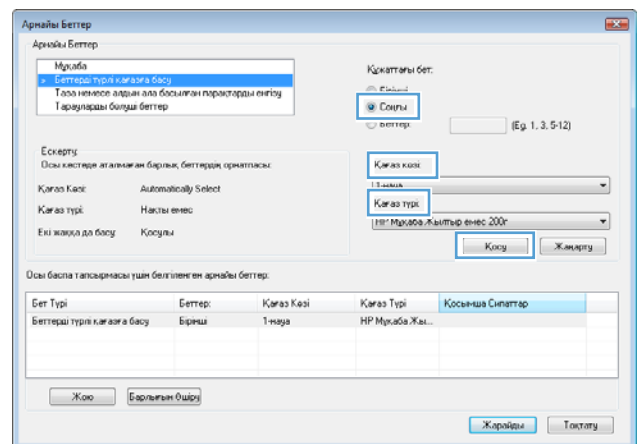 Арнайы Беттер
Арнайы Беттер
Мұқаба
Беттерді түрлі қағазға басу
Таза немесе алдын ала басылған парақтарды енгізу
Тарауларды бөлуші беттер
Құжаттағы бет:
Соңғы
Беттер:
(Eg. 1, 3, 5-12)
Ескерту:
Осы кестеде аталмаған барлық беттердің орнатпасы:
Қағаз Көзі: Automatically Select
Қағаз түрі: Нақты емес
Екі жаққа да басу: Қосулы
Қағаз көзі:
1-науа
Қағаз түрі:
HP Мұқаба Жылтыр емес 200г
Қосу Жаңарту
Осы баспа тапсырмасы үшін белгіленген арнайы беттер:
Бет Түрі Беттер: Қағаз Көзі Қағаз Түрі Қосымша Сипаттар
Беттерді түрлі қағазға басу Бірінші 1-науа HP Мұқаба Жы...
Жою Барлығын Өшіру
Жарайды Тоқтату